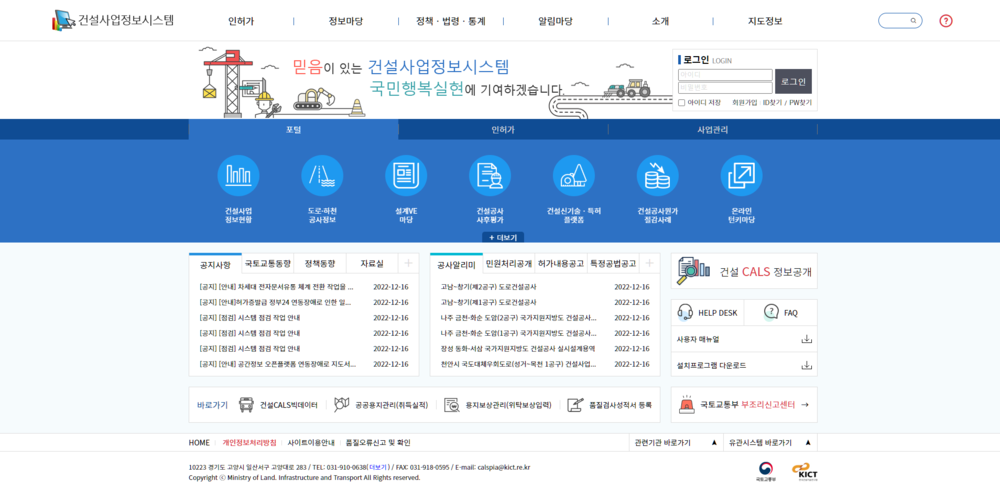 건설사업정보시스템
인허가
정보마당
정책 · 법령 · 통계
알림마당
소개
지도정보
?
믿음이 있는 건설사업정보시스템
국민행복실현에 기여하겠습니다.
로그인 LOGIN
아이디
비밀번호
로그인
아이디 저장
회원가입 · ID찾기 / PW찾기
포털
인허가
사업관리
건설사업
정보현황
도로·하천
공사정보
설계VE
마당
건설공사
사후평가
건설신기술 · 특허
플랫폼
건설공사원가
절감사례
온라인
턴키마당
+ 더보기
공지사항
국토교통동향
정책동향
자료실
[공지] [안내] 차세대 전자문서유통 체계 전환 작업을 ... 2022-12-16
[공지] [안내]허가증발급 정부24 연동장애로 인한 일... 2022-12-16
[공지] [점검] 시스템 점검 작업 안내 2022-12-16
[공지] [점검] 시스템 점검 작업 안내 2022-12-16
[공지] [점검] 시스템 점검 작업 안내 2022-12-16
[공지] [안내] 공간정보 오픈플랫폼 연동장애로 지도서... 2022-12-16
공사알리미
민원처리공개
허가내용공고
특정공법공고
고남~창기(제2공구) 도로건설공사 2022-12-16
고남~창기(제1공구) 도로건설공사 2022-12-16
나주 금천-화순 도암(2공구) 국가지원지방도 건설공사... 2022-12-16
나주 금천-화순 도암(1공구) 국가지원지방도 건설공사... 2022-12-16
장성 동화-서삼 국가지원지방도 건설공사 실시설계용역 2022-12-16
천안시 국도대체우회도로(성거~목천 1공구) 건설사업... 2022-12-16
건설 CALS 정보공개
HELP DESK
FAQ
사용자 매뉴얼
설치프로그램 다운로드
바로가기
건설CALS빅데이터
공공용지관리(취득실적)
용지보상관리(위탁보상입력)
품질검사성적서 등록
국토교통부 부조리신고센터 →
HOME
개인정보처리방침
사이트이용안내
품질오류신고 및 확인
관련기관 바로가기 ▲
유관시스템 바로가기 ▲
10223 경기도 고양시 일산서구 고양대로 283 / TEL: 031-910-0638( 더보기 ) / FAX: 031-918-0595 / E-mail: calspia@kict.re.kr
Copyright ⓒ Ministry of Land. Infrastructure and Transport All Rights reserved.
국토교통부
KICT